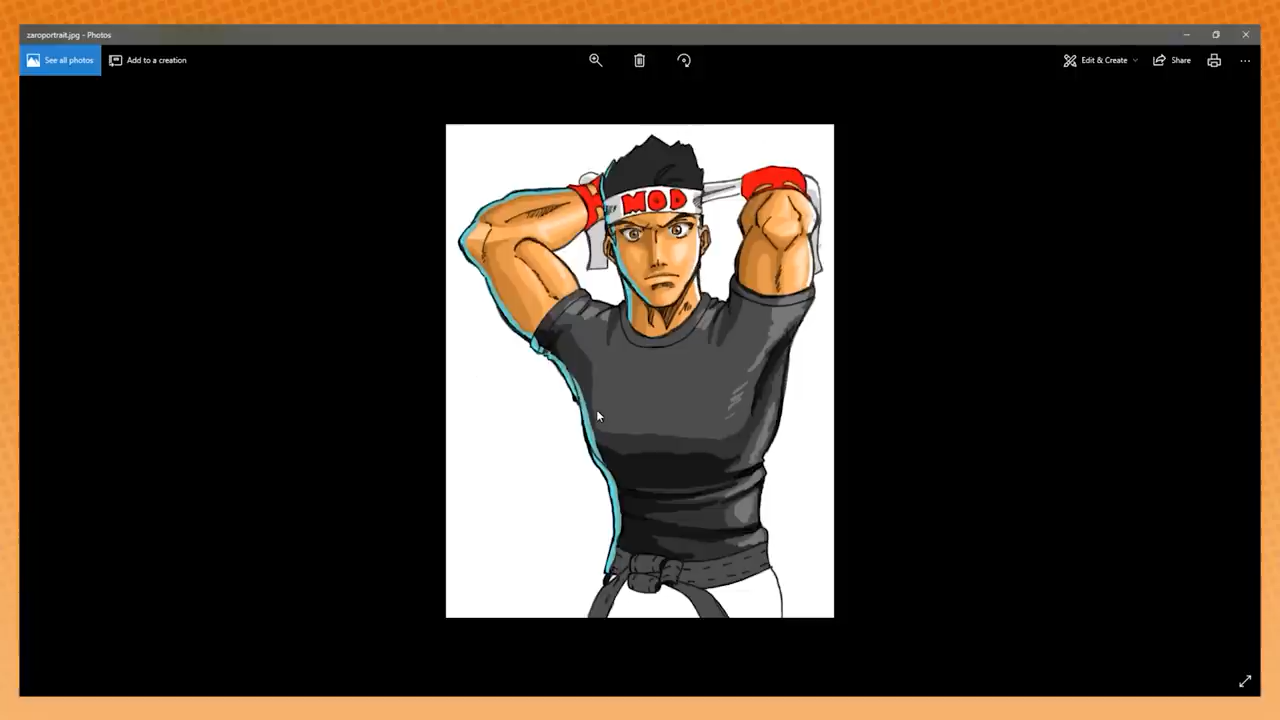 zaroportrait.jpg - Photos
See all photos
Add to a creation
Edit & Create
Share
MOD